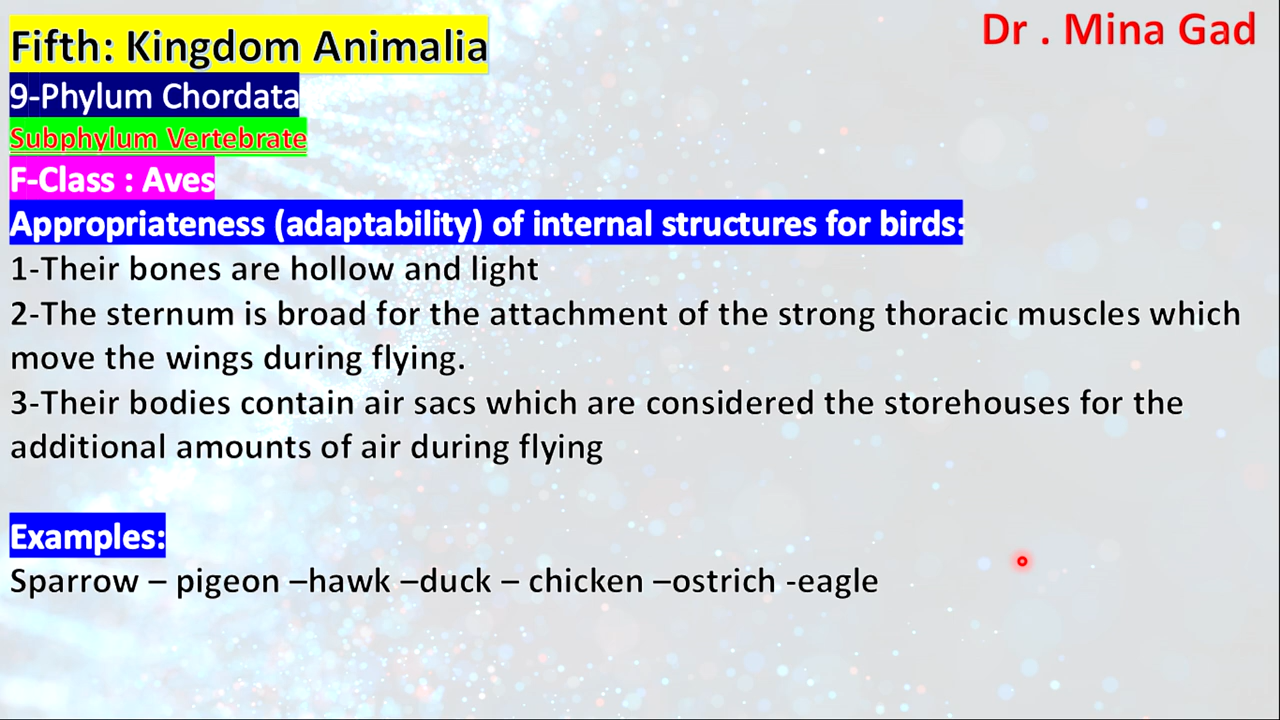 Dr . Mina Gad
Fifth: Kingdom Animalia
9-Phylum Chordata
Subphylum Vertebrate
F-Class : Aves
Appropriateness (adaptability) of internal structures for birds:
1-Their bones are hollow and light
2-The sternum is broad for the attachment of the strong thoracic muscles which
move the wings during flying.
3-Their bodies contain air sacs which are considered the storehouses for the
additional amounts of air during flying
Examples:
Sparrow – pigeon –hawk –duck – chicken –ostrich -eagle